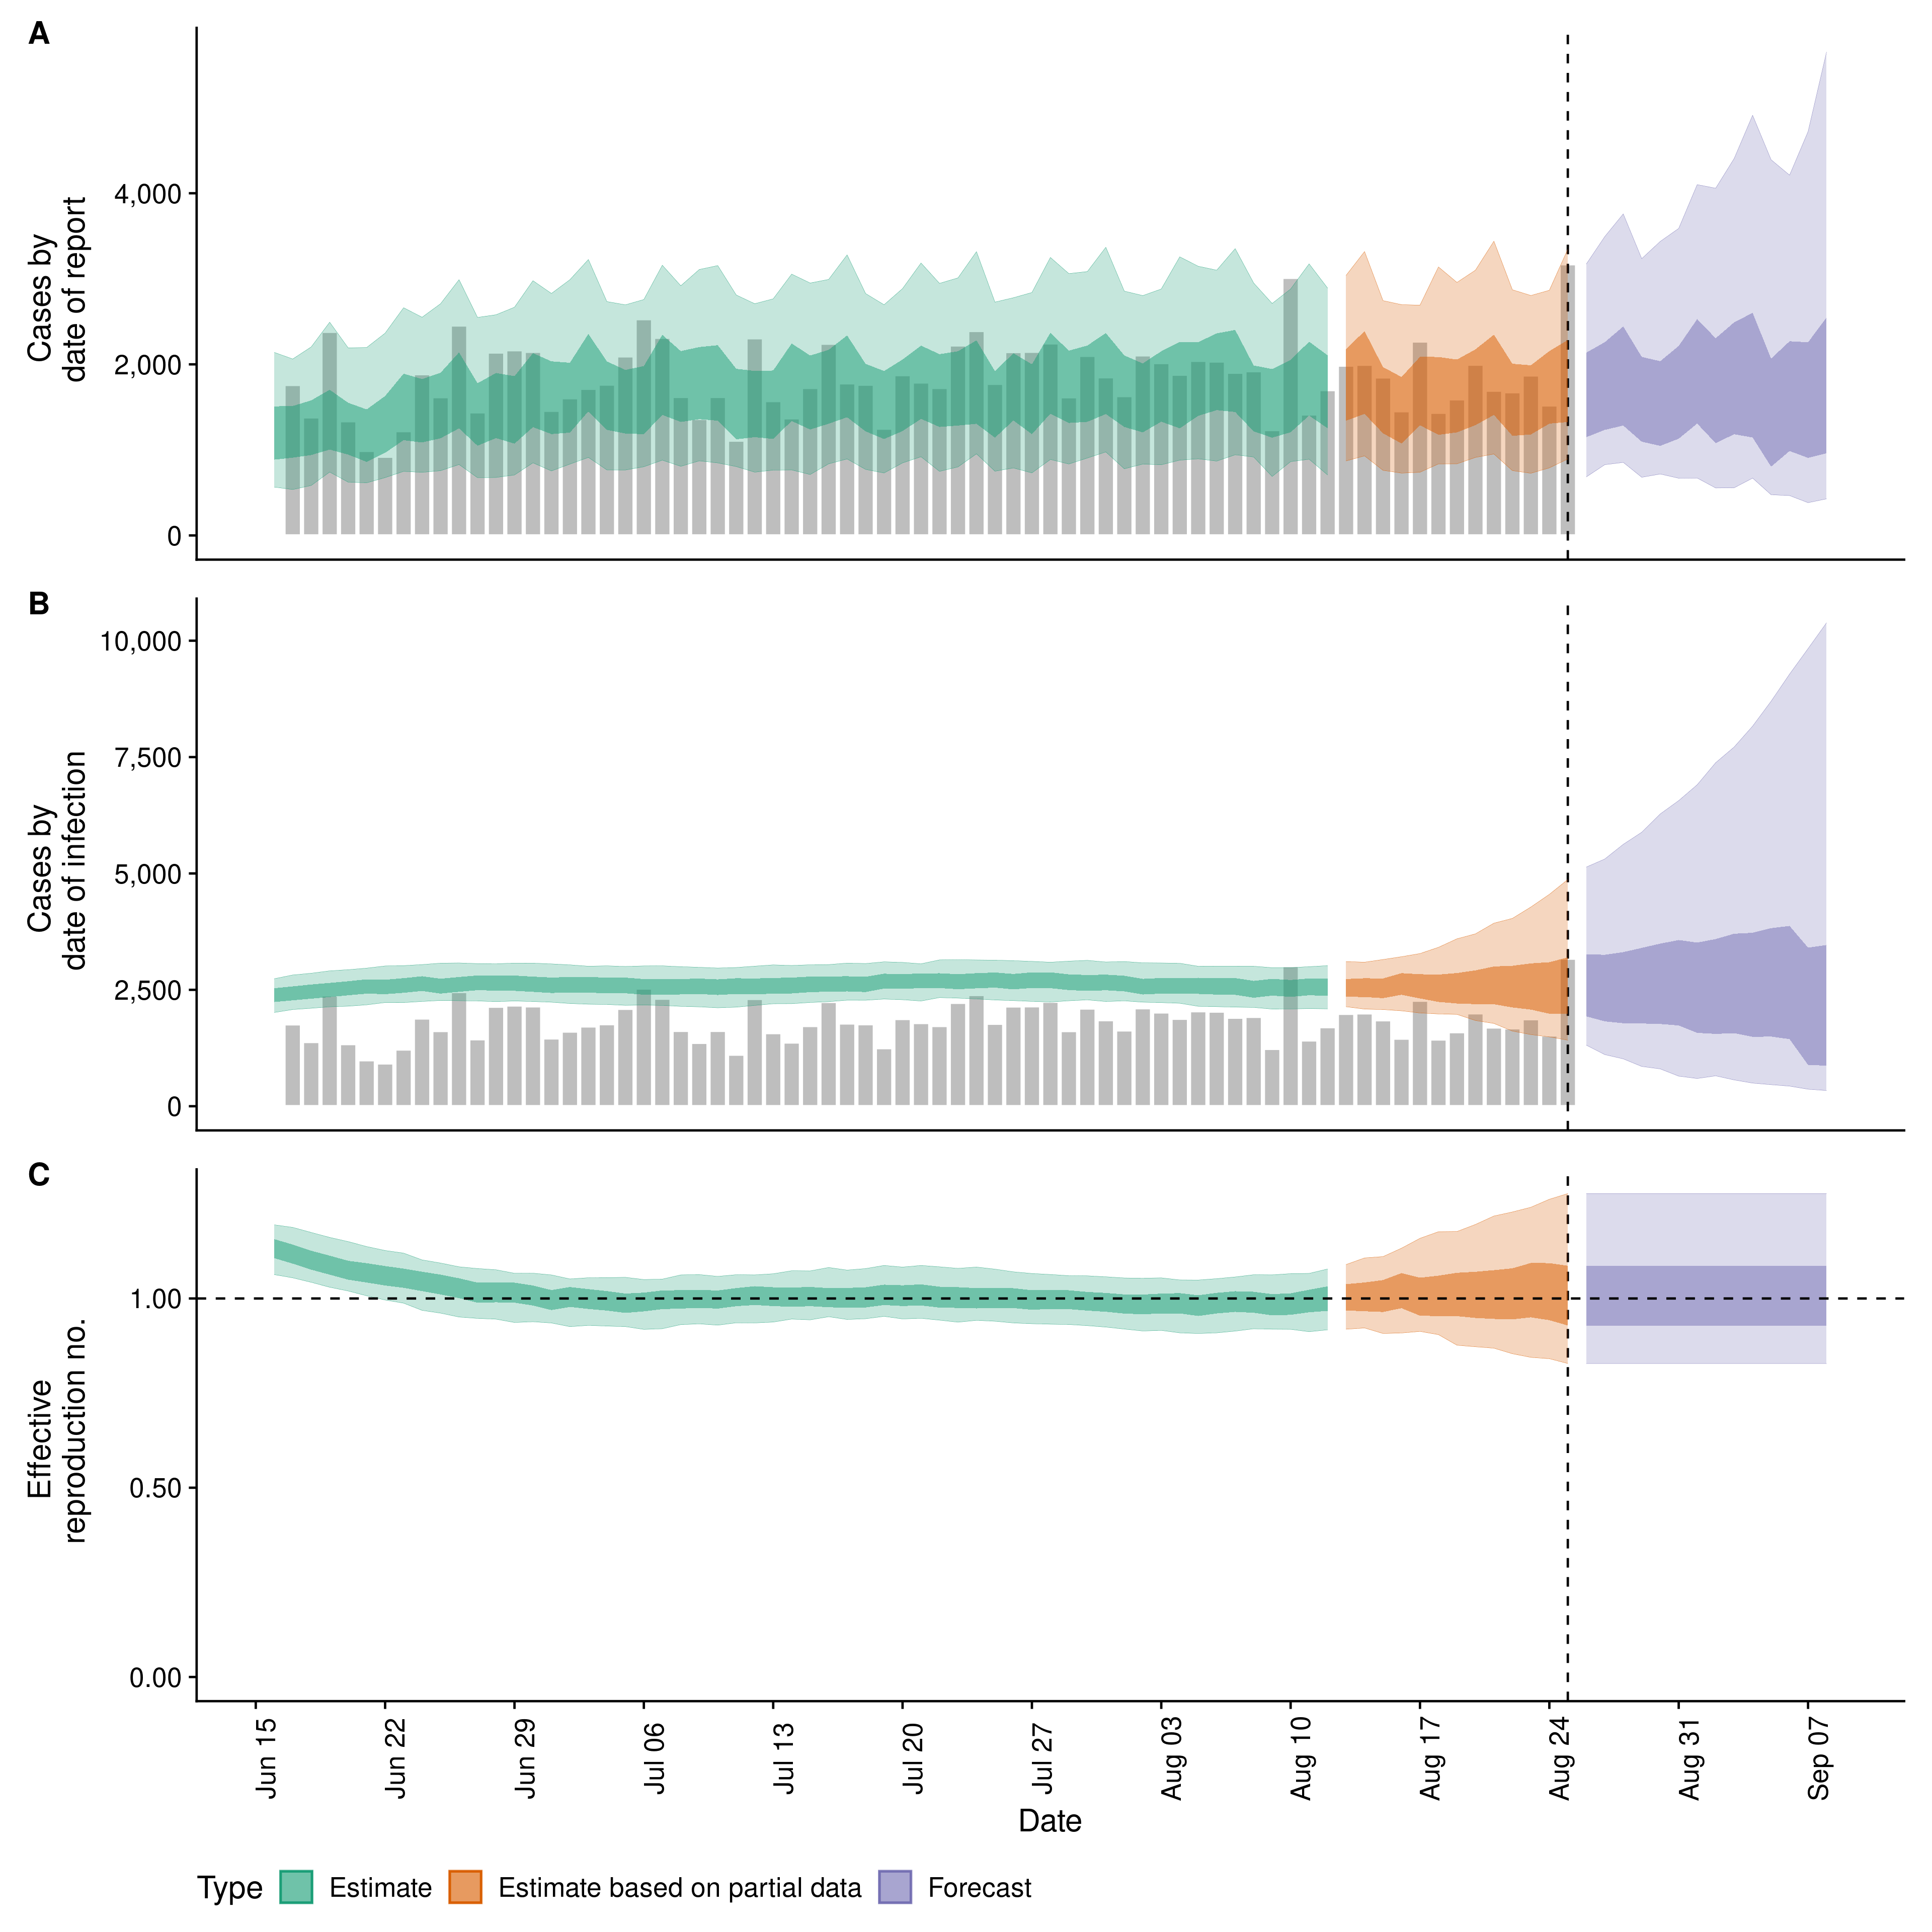 A
Cases by
date of report
4,000
2,000
0
B
Cases by
date of infection
10,000
7,500
5,000
2,500
0
C
Effective
reproduction no.
1.00
0.50
0.00
Jun 15
Jun 22
Jun 29
Jul 06
Jul 13
Jul 20
Jul 27
Aug 03
Aug 10
Aug 17
Aug 24
Aug 31
Sep 07
Date
Type Estimate Estimate based on partial data Forecast